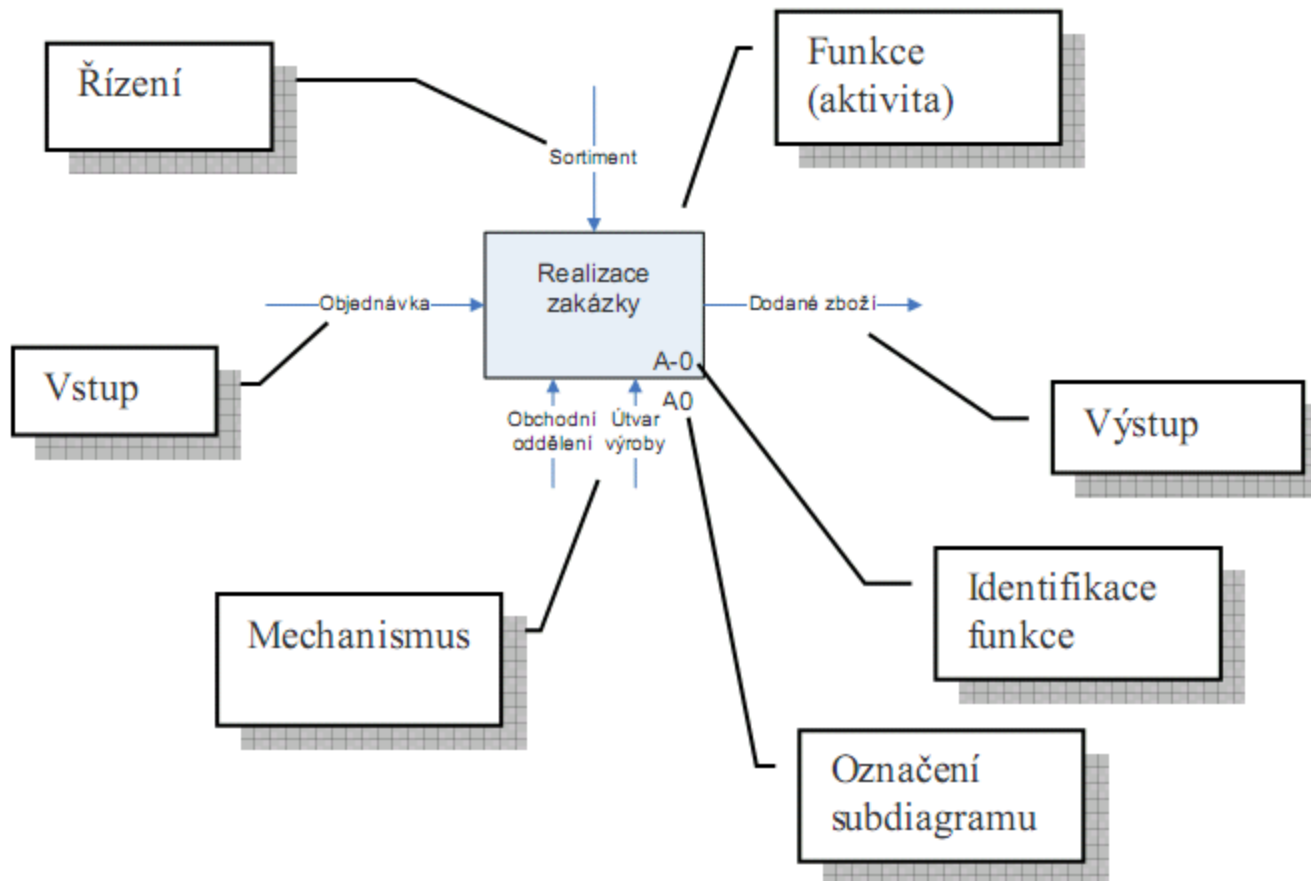 Řízení
Funkce
(aktivita)
Sortiment
Realizace
zakázky
Objednávka
Dodané zboží
A-0
A0
Vstup
Obchodní
oddělení
Útvar
výroby
Výstup
Mechanismus
Identifikace
funkce
Označení
subdiagramu